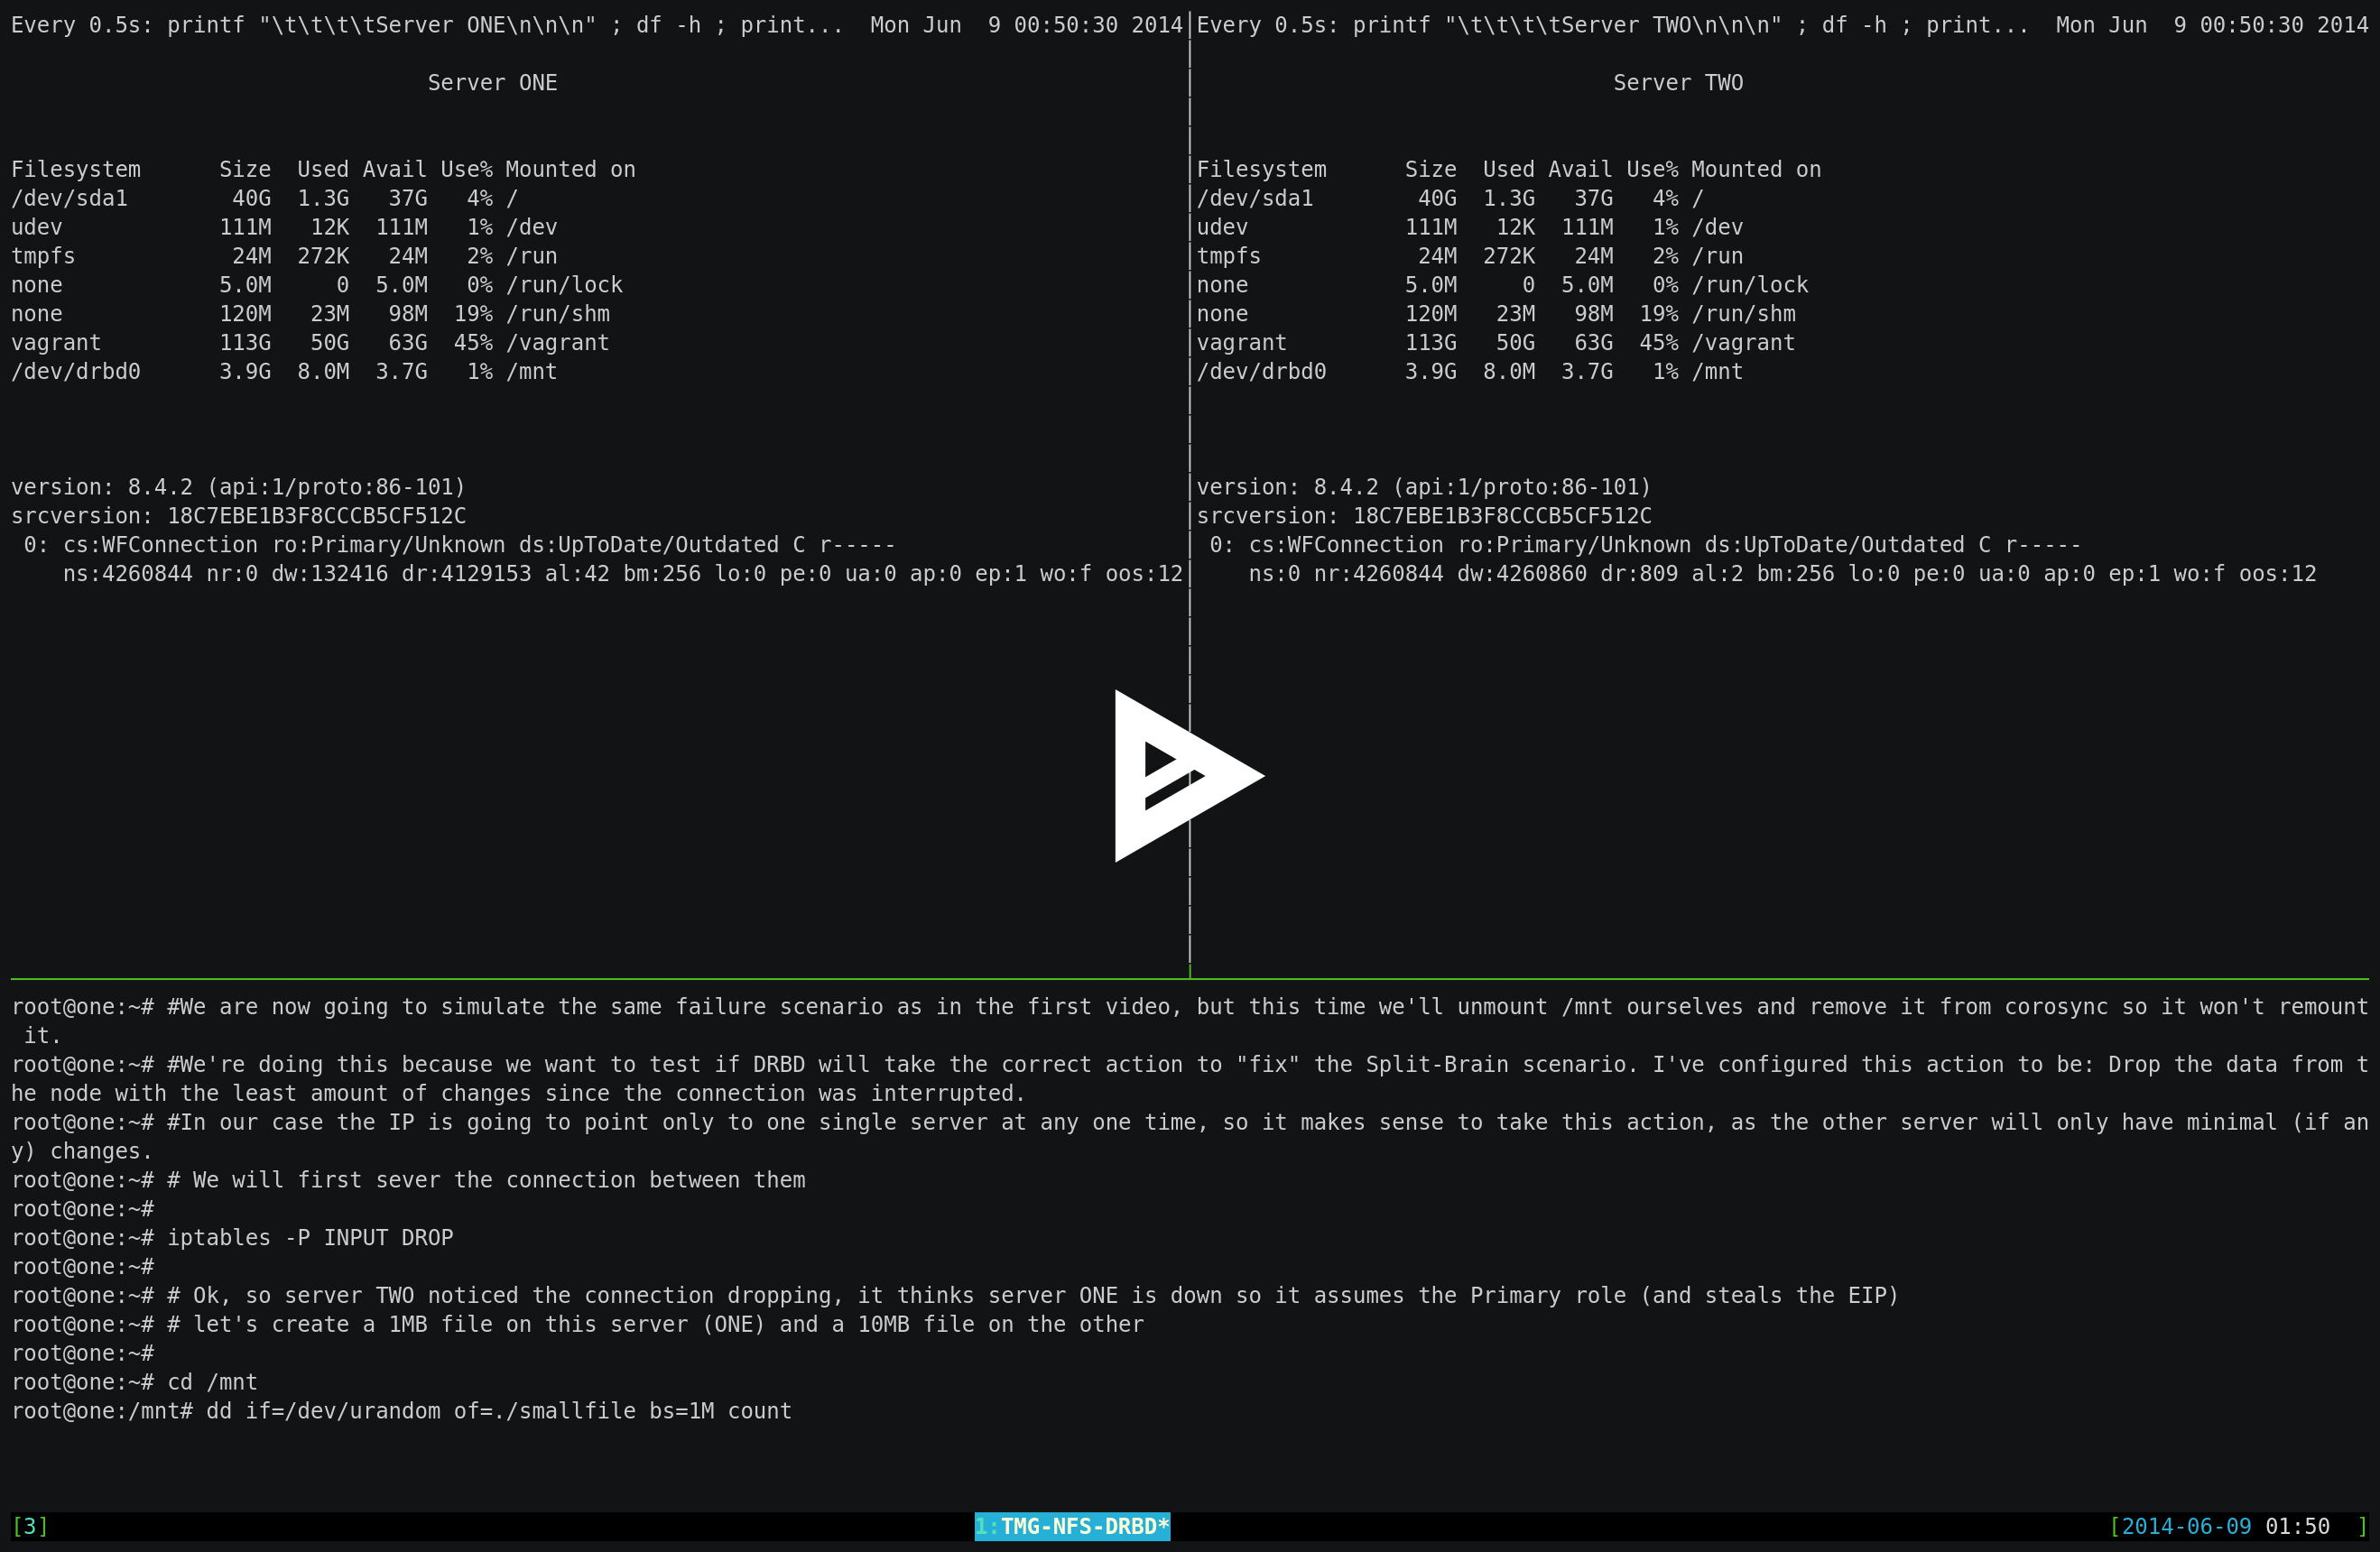 Every 0.5s: printf "\t\t\t\tServer ONE\n\n\n" ; df -h ; print...  Mon Jun  9 00:50:30 2014
Server ONE
Filesystem      Size  Used Avail Use% Mounted on
/dev/sda1        40G  1.3G   37G   4% /
udev            111M   12K  111M   1% /dev
tmpfs            24M  272K   24M   2% /run
none            5.0M     0  5.0M   0% /run/lock
none            120M   23M   98M  19% /run/shm
vagrant         113G   50G   63G  45% /vagrant
/dev/drbd0      3.9G  8.0M  3.7G   1% /mnt
version: 8.4.2 (api:1/proto:86-101)
srcversion: 18C7EBE1B3F8CCCB5CF512C
0: cs:WFConnection ro:Primary/Unknown ds:UpToDate/Outdated C r-----
ns:4260844 nr:0 dw:132416 dr:4129153 al:42 bm:256 lo:0 pe:0 ua:0 ap:0 ep:1 wo:f oos:12
Every 0.5s: printf "\t\t\t\tServer TWO\n\n\n" ; df -h ; print...  Mon Jun  9 00:50:30 2014
Server TWO
Filesystem      Size  Used Avail Use% Mounted on
/dev/sda1        40G  1.3G   37G   4% /
udev            111M   12K  111M   1% /dev
tmpfs            24M  272K   24M   2% /run
none            5.0M     0  5.0M   0% /run/lock
none            120M   23M   98M  19% /run/shm
vagrant         113G   50G   63G  45% /vagrant
/dev/drbd0      3.9G  8.0M  3.7G   1% /mnt
version: 8.4.2 (api:1/proto:86-101)
srcversion: 18C7EBE1B3F8CCCB5CF512C
0: cs:WFConnection ro:Primary/Unknown ds:UpToDate/Outdated C r-----
ns:0 nr:4260844 dw:4260860 dr:809 al:2 bm:256 lo:0 pe:0 ua:0 ap:0 ep:1 wo:f oos:12
root@one:~# #We are now going to simulate the same failure scenario as in the first video, but this time we'll unmount /mnt ourselves and remove it from corosync so it won't remount
it.
root@one:~# #We're doing this because we want to test if DRBD will take the correct action to "fix" the Split-Brain scenario. I've configured this action to be: Drop the data from t
he node with the least amount of changes since the connection was interrupted.
root@one:~# #In our case the IP is going to point only to one single server at any one time, so it makes sense to take this action, as the other server will only have minimal (if an
y) changes.
root@one:~# # We will first sever the connection between them
root@one:~#
root@one:~# iptables -P INPUT DROP
root@one:~#
root@one:~# # Ok, so server TWO noticed the connection dropping, it thinks server ONE is down so it assumes the Primary role (and steals the EIP)
root@one:~# # let's create a 1MB file on this server (ONE) and a 10MB file on the other
root@one:~#
root@one:~# cd /mnt
root@one:/mnt# dd if=/dev/urandom of=./smallfile bs=1M count
[3] 1:TMG-NFS-DRBD* [2014-06-09 01:50  ]